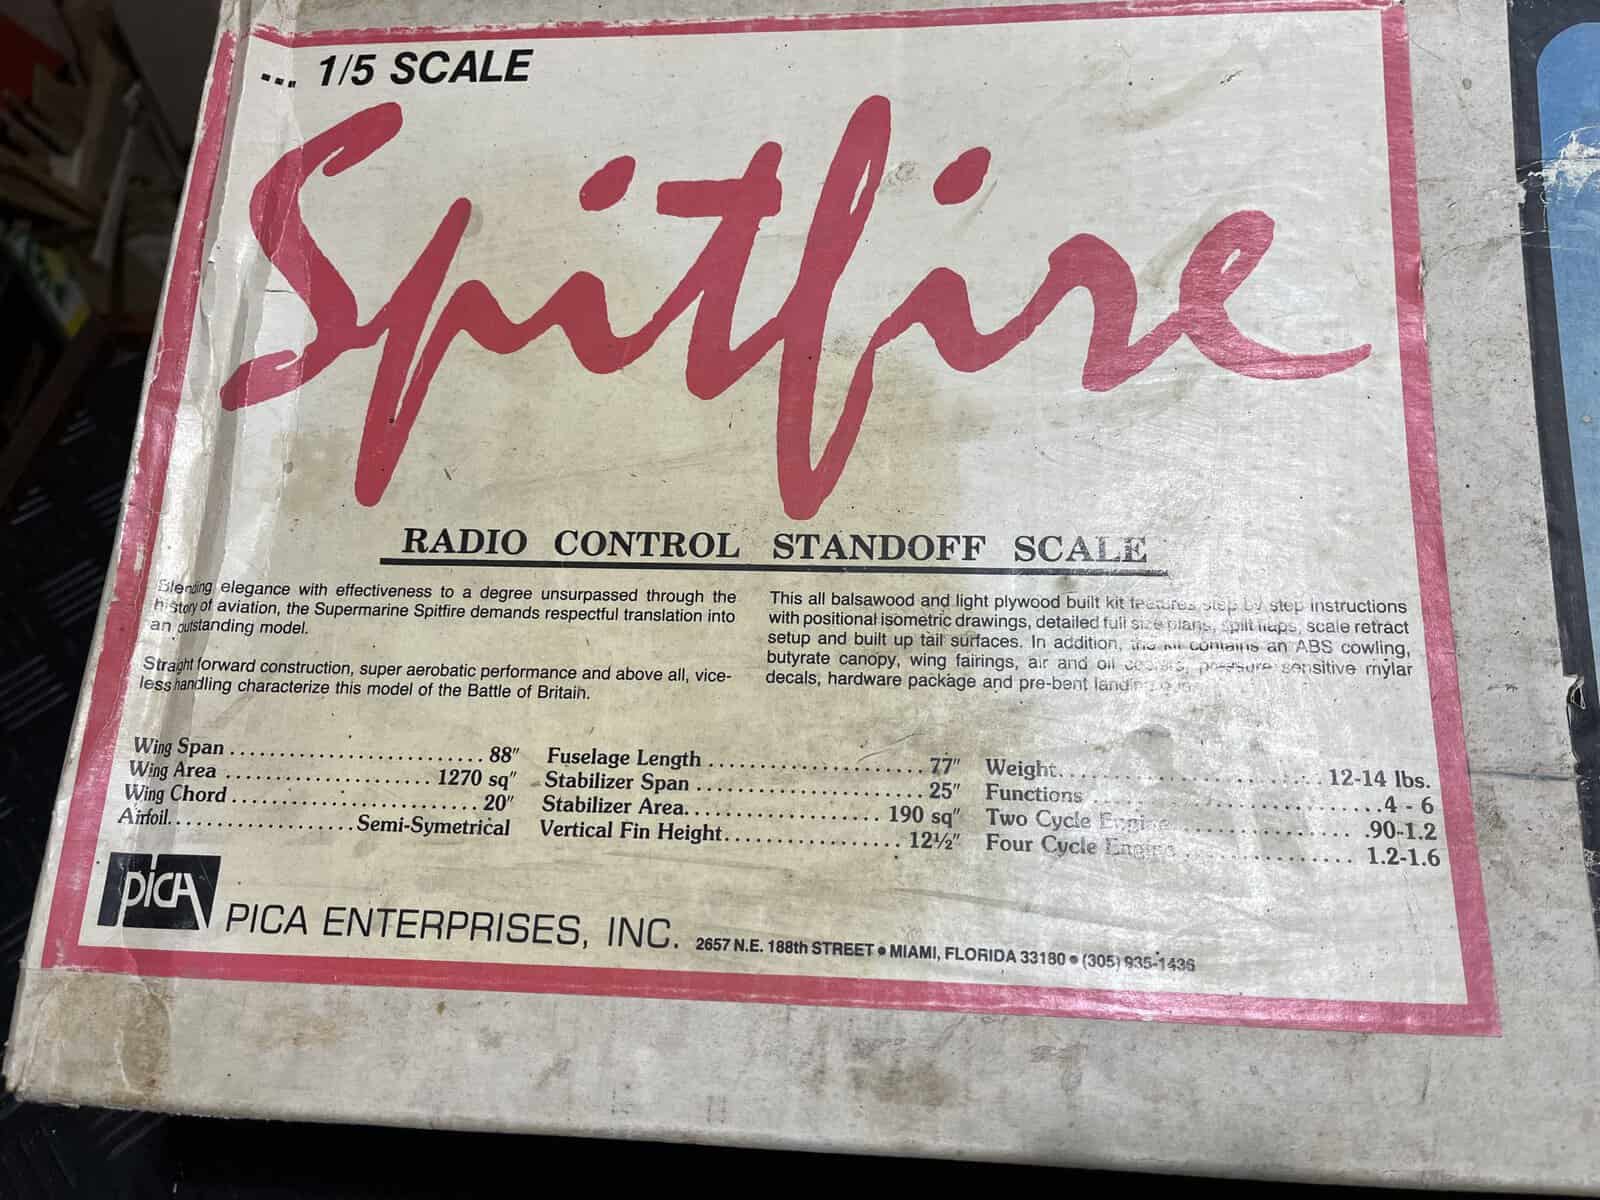 ... 1/5 SCALE
Spitfire
RADIO CONTROL STANDOFF SCALE
Blending elegance with effectiveness to a degree unsurpassed through the
history of aviation, the Supermarine Spitfire demands respectful translation into
an outstanding model.
Straight forward construction, super aerobatic performance and above all, vice-
less handling characterize this model of the Battle of Britain.
This all balsawood and light plywood built kit features step by step instructions
with positional isometric drawings, detailed full size plans, split flaps, scale retract
setup and built up tail surfaces. In addition, the kit contains an ABS cowling,
butyrate canopy, wing fairings, air and oil coolers, pressure sensitive mylar
decals, hardware package and pre-bent landing
Wing Span 88"
Wing Area 1270 sq"
Wing Chord 20"
Airfoil Semi-Symetrical
Fuselage Length 77"
Stabilizer Span 25"
Stabilizer Area 190 sq"
Vertical Fin Height 12½"
Weight 12-14 lbs.
Functions 4 - 6
Two Cycle Engine .90-1.2
Four Cycle Engine 1.2-1.6
PICA
PICA ENTERPRISES, INC. 2657 N.E. 188th STREET • MIAMI, FLORIDA 33180 • (305) 935-1436